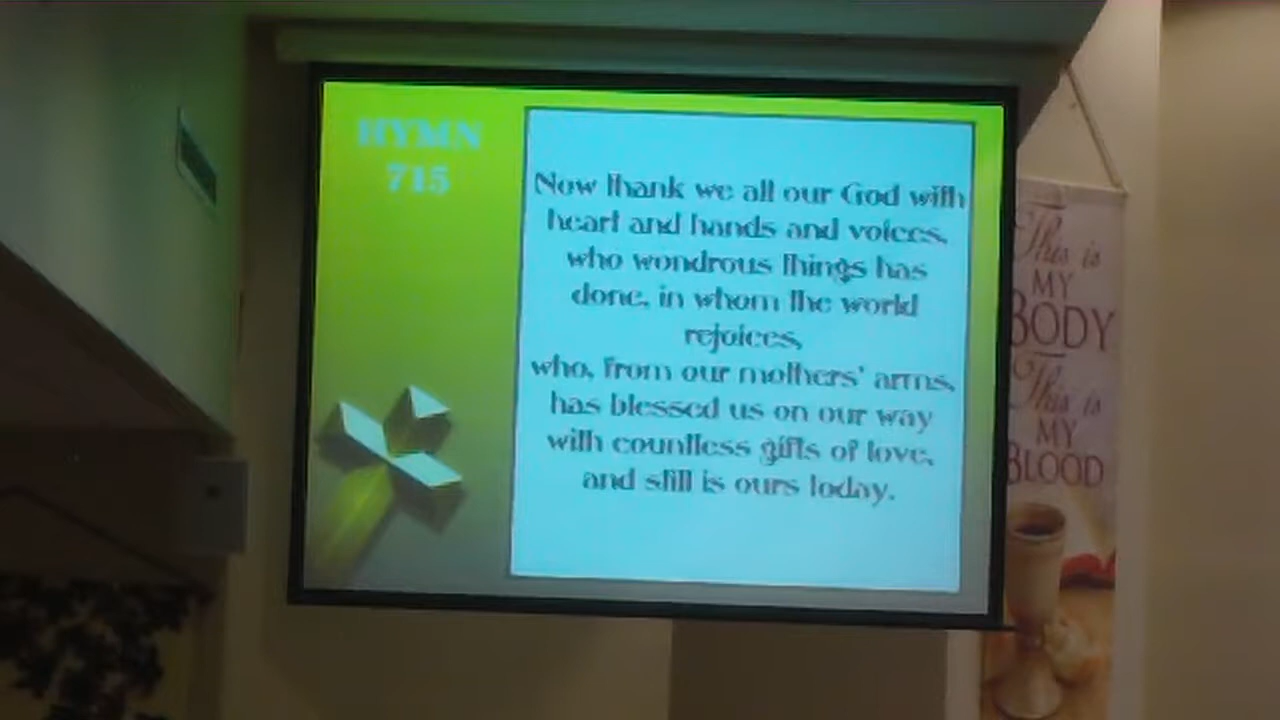 HYMN
715
Now thank we all our God with
heart and hands and voices,
who wondrous things has
done, in whom the world
rejoices,
who, from our mothers' arms,
has blessed us on our way
with countless gifts of love,
and still is ours today.
This is
MY
BODY
This is
MY
BLOOD